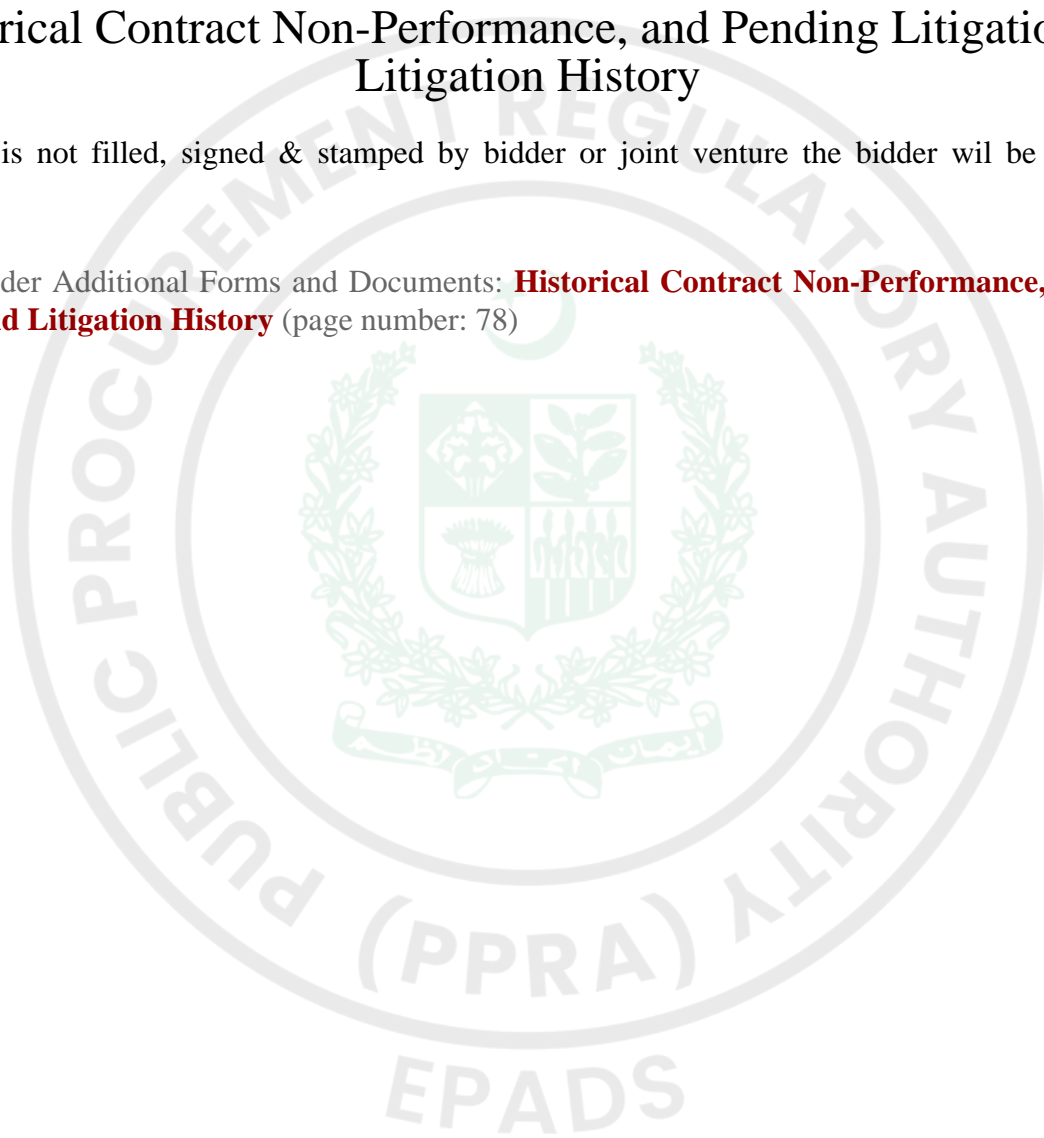 rical Contract Non-Performance, and Pending Litigatio
Litigation History
is not filled, signed & stamped by bidder or joint venture the bidder wil be
der Additional Forms and Documents: Historical Contract Non-Performance,
d Litigation History (page number: 78)
PUBLIC PROCUREMENT REGULATORY AUTHORITY
(PPRA)
EPADS